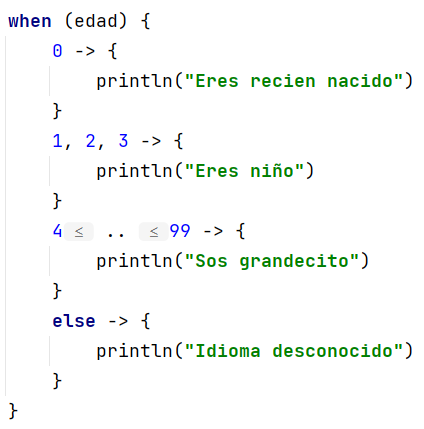 when (edad) {
    0 -> {
        println("Eres recien nacido")
    }
    1, 2, 3 -> {
        println("Eres niño")
    }
    4 ≤ .. ≤ 99 -> {
        println("Sos grandecito")
    }
    else -> {
        println("Idioma desconocido")
    }
}